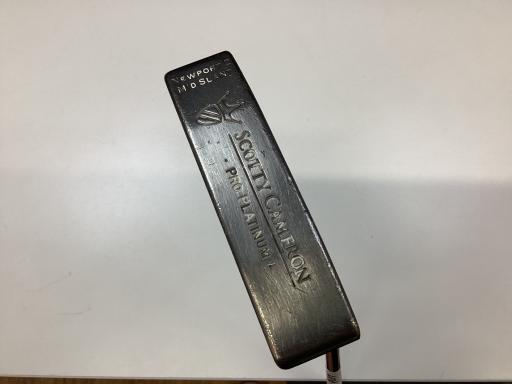 NEWPORT
MID SLANT
SCOTTY CAMERON
• PRO PLATINUM •